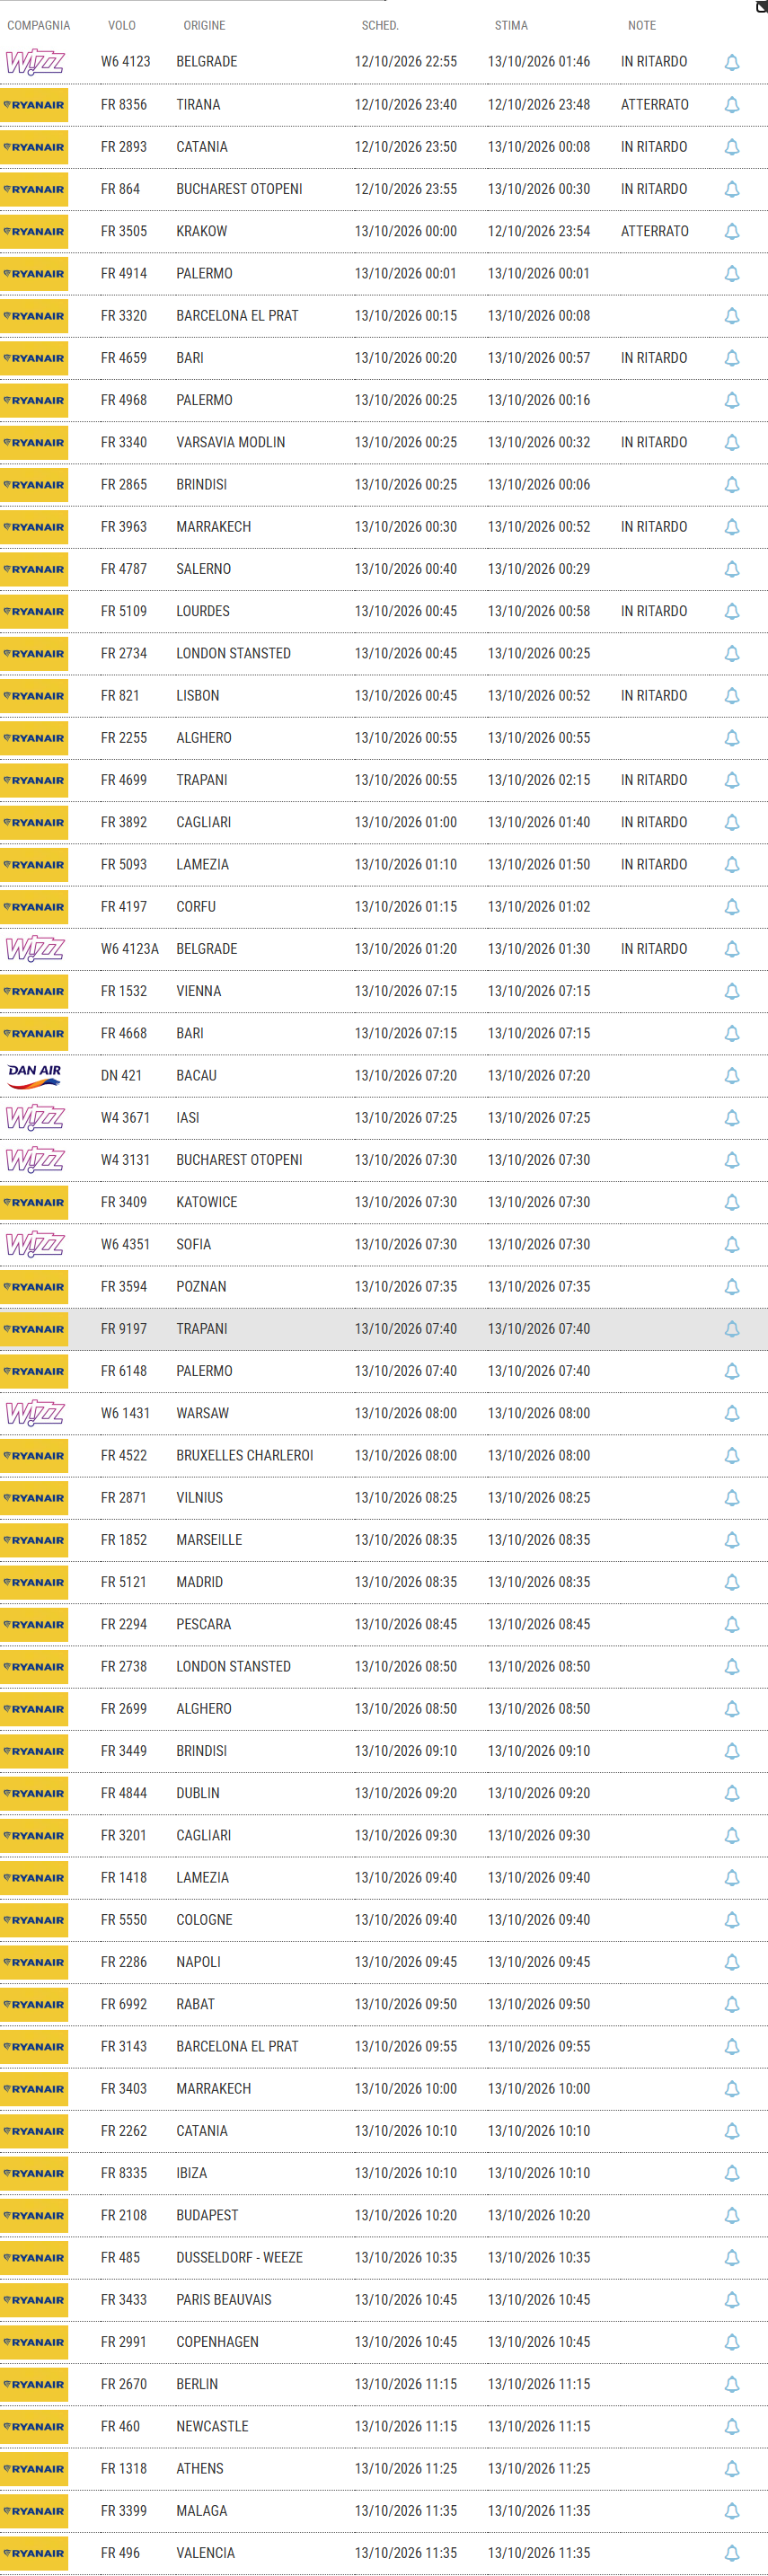 COMPAGNIA VOLO ORIGINE SCHED. STIMA NOTE
Wizz W6 4123 BELGRADE 12/10/2026 22:55 13/10/2026 01:46 IN RITARDO
RYANAIR FR 8356 TIRANA 12/10/2026 23:40 12/10/2026 23:48 ATTERRATO
RYANAIR FR 2893 CATANIA 12/10/2026 23:50 13/10/2026 00:08 IN RITARDO
RYANAIR FR 864 BUCHAREST OTOPENI 12/10/2026 23:55 13/10/2026 00:30 IN RITARDO
RYANAIR FR 3505 KRAKOW 13/10/2026 00:00 12/10/2026 23:54 ATTERRATO
RYANAIR FR 4914 PALERMO 13/10/2026 00:01 13/10/2026 00:01
RYANAIR FR 3320 BARCELONA EL PRAT 13/10/2026 00:15 13/10/2026 00:08
RYANAIR FR 4659 BARI 13/10/2026 00:20 13/10/2026 00:57 IN RITARDO
RYANAIR FR 4968 PALERMO 13/10/2026 00:25 13/10/2026 00:16
RYANAIR FR 3340 VARSAVIA MODLIN 13/10/2026 00:25 13/10/2026 00:32 IN RITARDO
RYANAIR FR 2865 BRINDISI 13/10/2026 00:25 13/10/2026 00:06
RYANAIR FR 3963 MARRAKECH 13/10/2026 00:30 13/10/2026 00:52 IN RITARDO
RYANAIR FR 4787 SALERNO 13/10/2026 00:40 13/10/2026 00:29
RYANAIR FR 5109 LOURDES 13/10/2026 00:45 13/10/2026 00:58 IN RITARDO
RYANAIR FR 2734 LONDON STANSTED 13/10/2026 00:45 13/10/2026 00:25
RYANAIR FR 821 LISBON 13/10/2026 00:45 13/10/2026 00:52 IN RITARDO
RYANAIR FR 2255 ALGHERO 13/10/2026 00:55 13/10/2026 00:55
RYANAIR FR 4699 TRAPANI 13/10/2026 00:55 13/10/2026 02:15 IN RITARDO
RYANAIR FR 3892 CAGLIARI 13/10/2026 01:00 13/10/2026 01:40 IN RITARDO
RYANAIR FR 5093 LAMEZIA 13/10/2026 01:10 13/10/2026 01:50 IN RITARDO
RYANAIR FR 4197 CORFU 13/10/2026 01:15 13/10/2026 01:02
Wizz W6 4123A BELGRADE 13/10/2026 01:20 13/10/2026 01:30 IN RITARDO
RYANAIR FR 1532 VIENNA 13/10/2026 07:15 13/10/2026 07:15
RYANAIR FR 4668 BARI 13/10/2026 07:15 13/10/2026 07:15
DAN AIR DN 421 BACAU 13/10/2026 07:20 13/10/2026 07:20
Wizz W4 3671 IASI 13/10/2026 07:25 13/10/2026 07:25
Wizz W4 3131 BUCHAREST OTOPENI 13/10/2026 07:30 13/10/2026 07:30
RYANAIR FR 3409 KATOWICE 13/10/2026 07:30 13/10/2026 07:30
Wizz W6 4351 SOFIA 13/10/2026 07:30 13/10/2026 07:30
RYANAIR FR 3594 POZNAN 13/10/2026 07:35 13/10/2026 07:35
RYANAIR FR 9197 TRAPANI 13/10/2026 07:40 13/10/2026 07:40
RYANAIR FR 6148 PALERMO 13/10/2026 07:40 13/10/2026 07:40
Wizz W6 1431 WARSAW 13/10/2026 08:00 13/10/2026 08:00
RYANAIR FR 4522 BRUXELLES CHARLEROI 13/10/2026 08:00 13/10/2026 08:00
RYANAIR FR 2871 VILNIUS 13/10/2026 08:25 13/10/2026 08:25
RYANAIR FR 1852 MARSEILLE 13/10/2026 08:35 13/10/2026 08:35
RYANAIR FR 5121 MADRID 13/10/2026 08:35 13/10/2026 08:35
RYANAIR FR 2294 PESCARA 13/10/2026 08:45 13/10/2026 08:45
RYANAIR FR 2738 LONDON STANSTED 13/10/2026 08:50 13/10/2026 08:50
RYANAIR FR 2699 ALGHERO 13/10/2026 08:50 13/10/2026 08:50
RYANAIR FR 3449 BRINDISI 13/10/2026 09:10 13/10/2026 09:10
RYANAIR FR 4844 DUBLIN 13/10/2026 09:20 13/10/2026 09:20
RYANAIR FR 3201 CAGLIARI 13/10/2026 09:30 13/10/2026 09:30
RYANAIR FR 1418 LAMEZIA 13/10/2026 09:40 13/10/2026 09:40
RYANAIR FR 5550 COLOGNE 13/10/2026 09:40 13/10/2026 09:40
RYANAIR FR 2286 NAPOLI 13/10/2026 09:45 13/10/2026 09:45
RYANAIR FR 6992 RABAT 13/10/2026 09:50 13/10/2026 09:50
RYANAIR FR 3143 BARCELONA EL PRAT 13/10/2026 09:55 13/10/2026 09:55
RYANAIR FR 3403 MARRAKECH 13/10/2026 10:00 13/10/2026 10:00
RYANAIR FR 2262 CATANIA 13/10/2026 10:10 13/10/2026 10:10
RYANAIR FR 8335 IBIZA 13/10/2026 10:10 13/10/2026 10:10
RYANAIR FR 2108 BUDAPEST 13/10/2026 10:20 13/10/2026 10:20
RYANAIR FR 485 DUSSELDORF - WEEZE 13/10/2026 10:35 13/10/2026 10:35
RYANAIR FR 3433 PARIS BEAUVAIS 13/10/2026 10:45 13/10/2026 10:45
RYANAIR FR 2991 COPENHAGEN 13/10/2026 10:45 13/10/2026 10:45
RYANAIR FR 2670 BERLIN 13/10/2026 11:15 13/10/2026 11:15
RYANAIR FR 460 NEWCASTLE 13/10/2026 11:15 13/10/2026 11:15
RYANAIR FR 1318 ATHENS 13/10/2026 11:25 13/10/2026 11:25
RYANAIR FR 3399 MALAGA 13/10/2026 11:35 13/10/2026 11:35
RYANAIR FR 496 VALENCIA 13/10/2026 11:35 13/10/2026 11:35